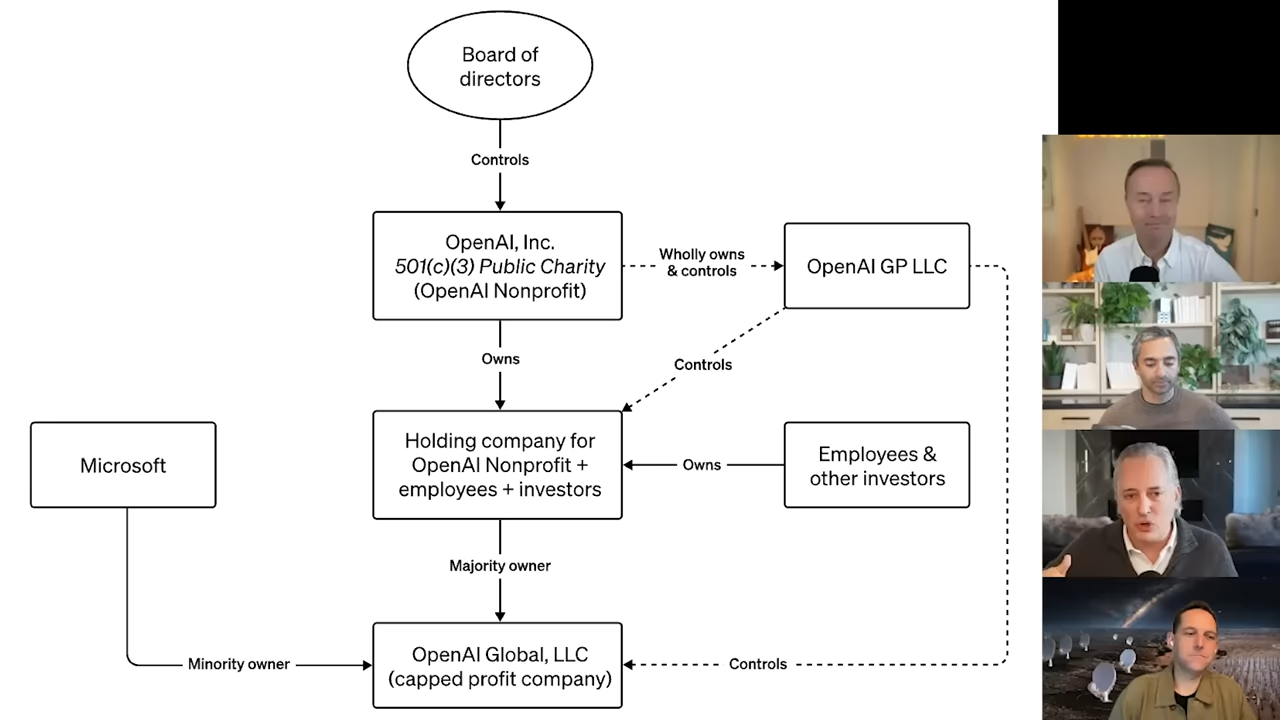 Board of
directors
Controls
OpenAI, Inc.
501(c)(3) Public Charity
(OpenAI Nonprofit)
Wholly owns
& controls
OpenAI GP LLC
Owns
Controls
Microsoft
Holding company for
OpenAI Nonprofit +
employees + investors
Owns
Employees &
other investors
Majority owner
Minority owner
OpenAI Global, LLC
(capped profit company)
Controls